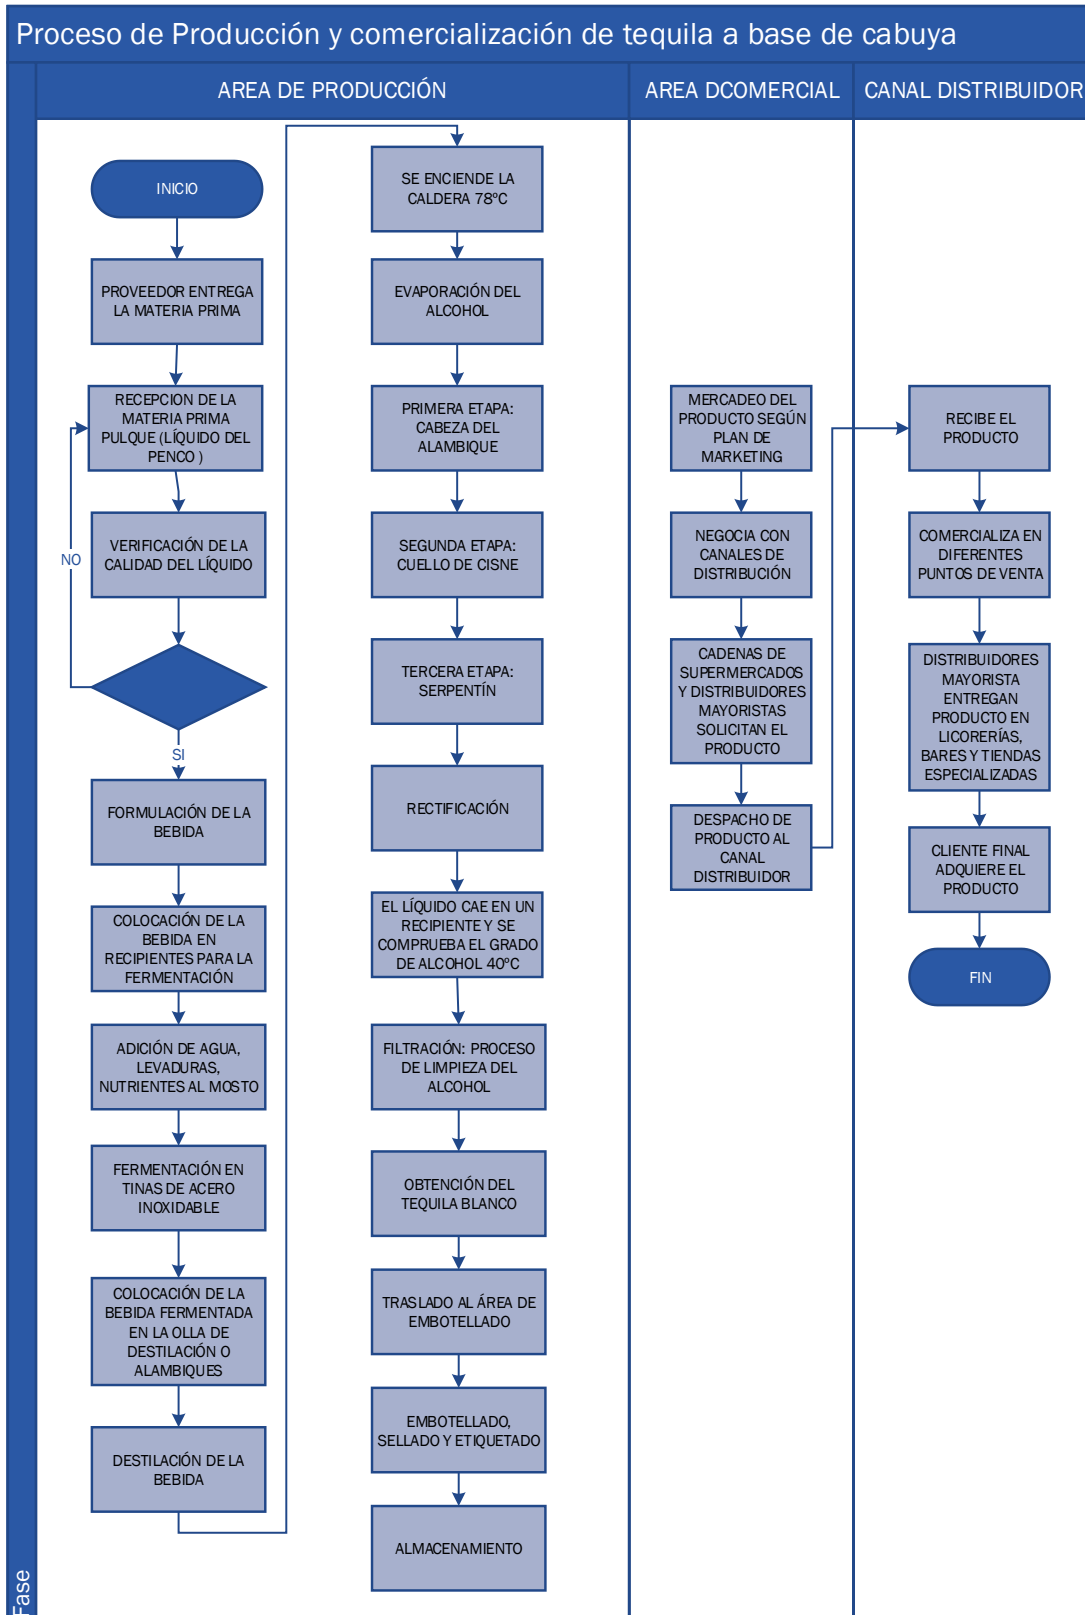 Proceso de Producción y comercialización de tequila a base de cabuya
AREA DE PRODUCCIÓN
AREA DCOMERCIAL
CANAL DISTRIBUIDOR
Fase
INICIO
PROVEEDOR ENTREGA
LA MATERIA PRIMA
RECEPCION DE LA
MATERIA PRIMA
PULQUE (LÍQUIDO DEL
PENCO )
VERIFICACIÓN DE LA
CALIDAD DEL LÍQUIDO
NO
SI
FORMULACIÓN DE LA
BEBIDA
COLOCACIÓN DE LA
BEBIDA EN
RECIPIENTES PARA LA
FERMENTACIÓN
ADICIÓN DE AGUA,
LEVADURAS,
NUTRIENTES AL MOSTO
FERMENTACIÓN EN
TINAS DE ACERO
INOXIDABLE
COLOCACIÓN DE LA
BEBIDA FERMENTADA
EN LA OLLA DE
DESTILACIÓN O
ALAMBIQUES
DESTILACIÓN DE LA
BEBIDA
SE ENCIENDE LA
CALDERA 78ºC
EVAPORACIÓN DEL
ALCOHOL
PRIMERA ETAPA:
CABEZA DEL
ALAMBIQUE
SEGUNDA ETAPA:
CUELLO DE CISNE
TERCERA ETAPA:
SERPENTÍN
RECTIFICACIÓN
EL LÍQUIDO CAE EN UN
RECIPIENTE Y SE
COMPRUEBA EL GRADO
DE ALCOHOL 40ºC
FILTRACIÓN: PROCESO
DE LIMPIEZA DEL
ALCOHOL
OBTENCIÓN DEL
TEQUILA BLANCO
TRASLADO AL ÁREA DE
EMBOTELLADO
EMBOTELLADO,
SELLADO Y ETIQUETADO
ALMACENAMIENTO
MERCADEO DEL
PRODUCTO SEGÚN
PLAN DE
MARKETING
NEGOCIA CON
CANALES DE
DISTRIBUCIÓN
CADENAS DE
SUPERMERCADOS
Y DISTRIBUIDORES
MAYORISTAS
SOLICITAN EL
PRODUCTO
DESPACHO DE
PRODUCTO AL
CANAL
DISTRIBUIDOR
RECIBE EL
PRODUCTO
COMERCIALIZA EN
DIFERENTES
PUNTOS DE VENTA
DISTRIBUIDORES
MAYORISTA
ENTREGAN
PRODUCTO EN
LICORERÍAS,
BARES Y TIENDAS
ESPECIALIZADAS
CLIENTE FINAL
ADQUIERE EL
PRODUCTO
FIN